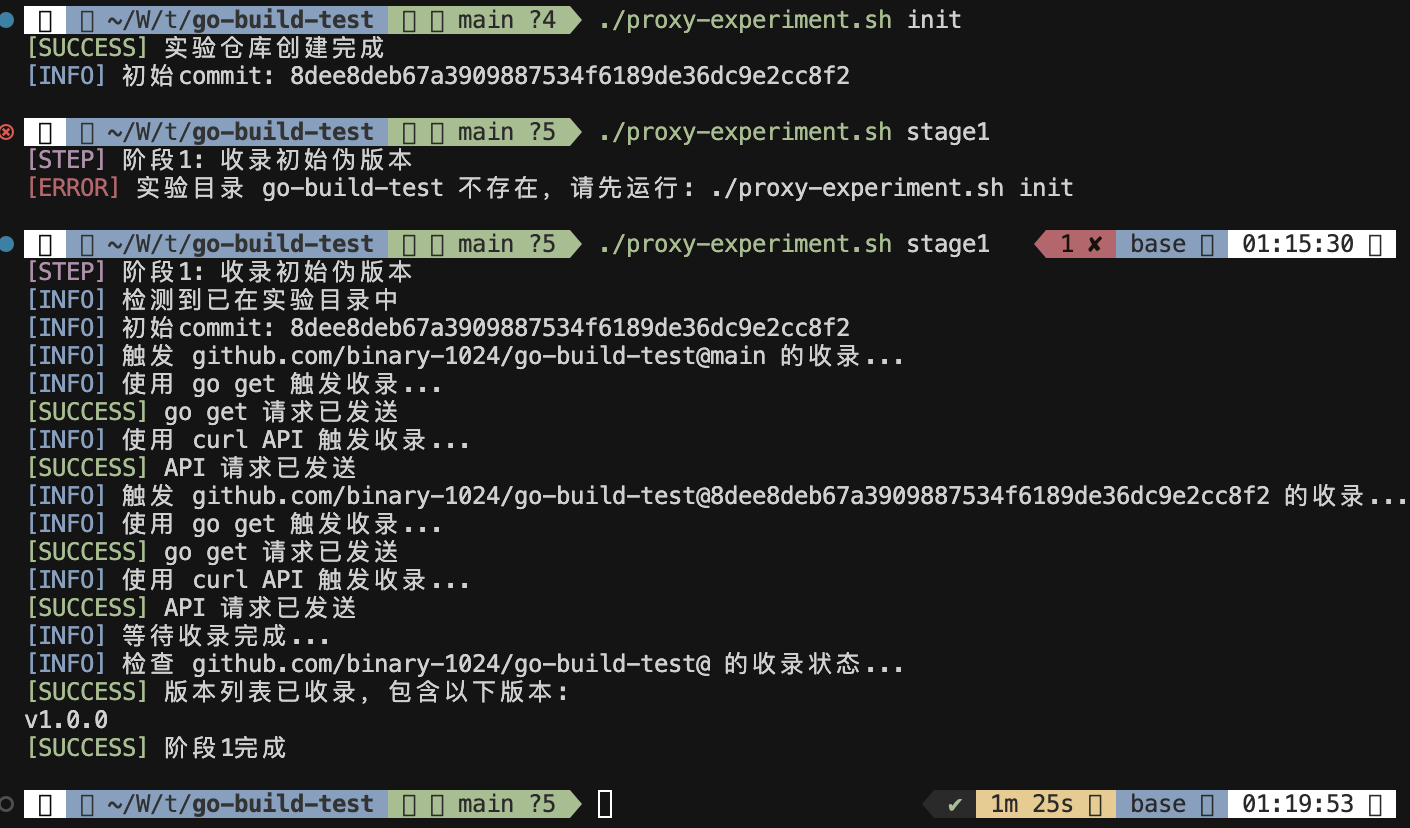 ~/W/t/go-build-test main ?4 ./proxy-experiment.sh init
[SUCCESS] 实验仓库创建完成
[INFO] 初始commit: 8dee8deb67a3909887534f6189de36dc9e2cc8f2
~/W/t/go-build-test main ?5 ./proxy-experiment.sh stage1
[STEP] 阶段1: 收录初始伪版本
[ERROR] 实验目录 go-build-test 不存在，请先运行: ./proxy-experiment.sh init
~/W/t/go-build-test main ?5 ./proxy-experiment.sh stage1 1 ✘ base 01:15:30
[STEP] 阶段1: 收录初始伪版本
[INFO] 检测到已在实验目录中
[INFO] 初始commit: 8dee8deb67a3909887534f6189de36dc9e2cc8f2
[INFO] 触发 github.com/binary-1024/go-build-test@main 的收录...
[INFO] 使用 go get 触发收录...
[SUCCESS] go get 请求已发送
[INFO] 使用 curl API 触发收录...
[SUCCESS] API 请求已发送
[INFO] 触发 github.com/binary-1024/go-build-test@8dee8deb67a3909887534f6189de36dc9e2cc8f2 的收录...
[INFO] 使用 go get 触发收录...
[SUCCESS] go get 请求已发送
[INFO] 使用 curl API 触发收录...
[SUCCESS] API 请求已发送
[INFO] 等待收录完成...
[INFO] 检查 github.com/binary-1024/go-build-test@ 的收录状态...
[SUCCESS] 版本列表已收录，包含以下版本:
v1.0.0
[SUCCESS] 阶段1完成
~/W/t/go-build-test main ?5 ✔ 1m 25s base 01:19:53